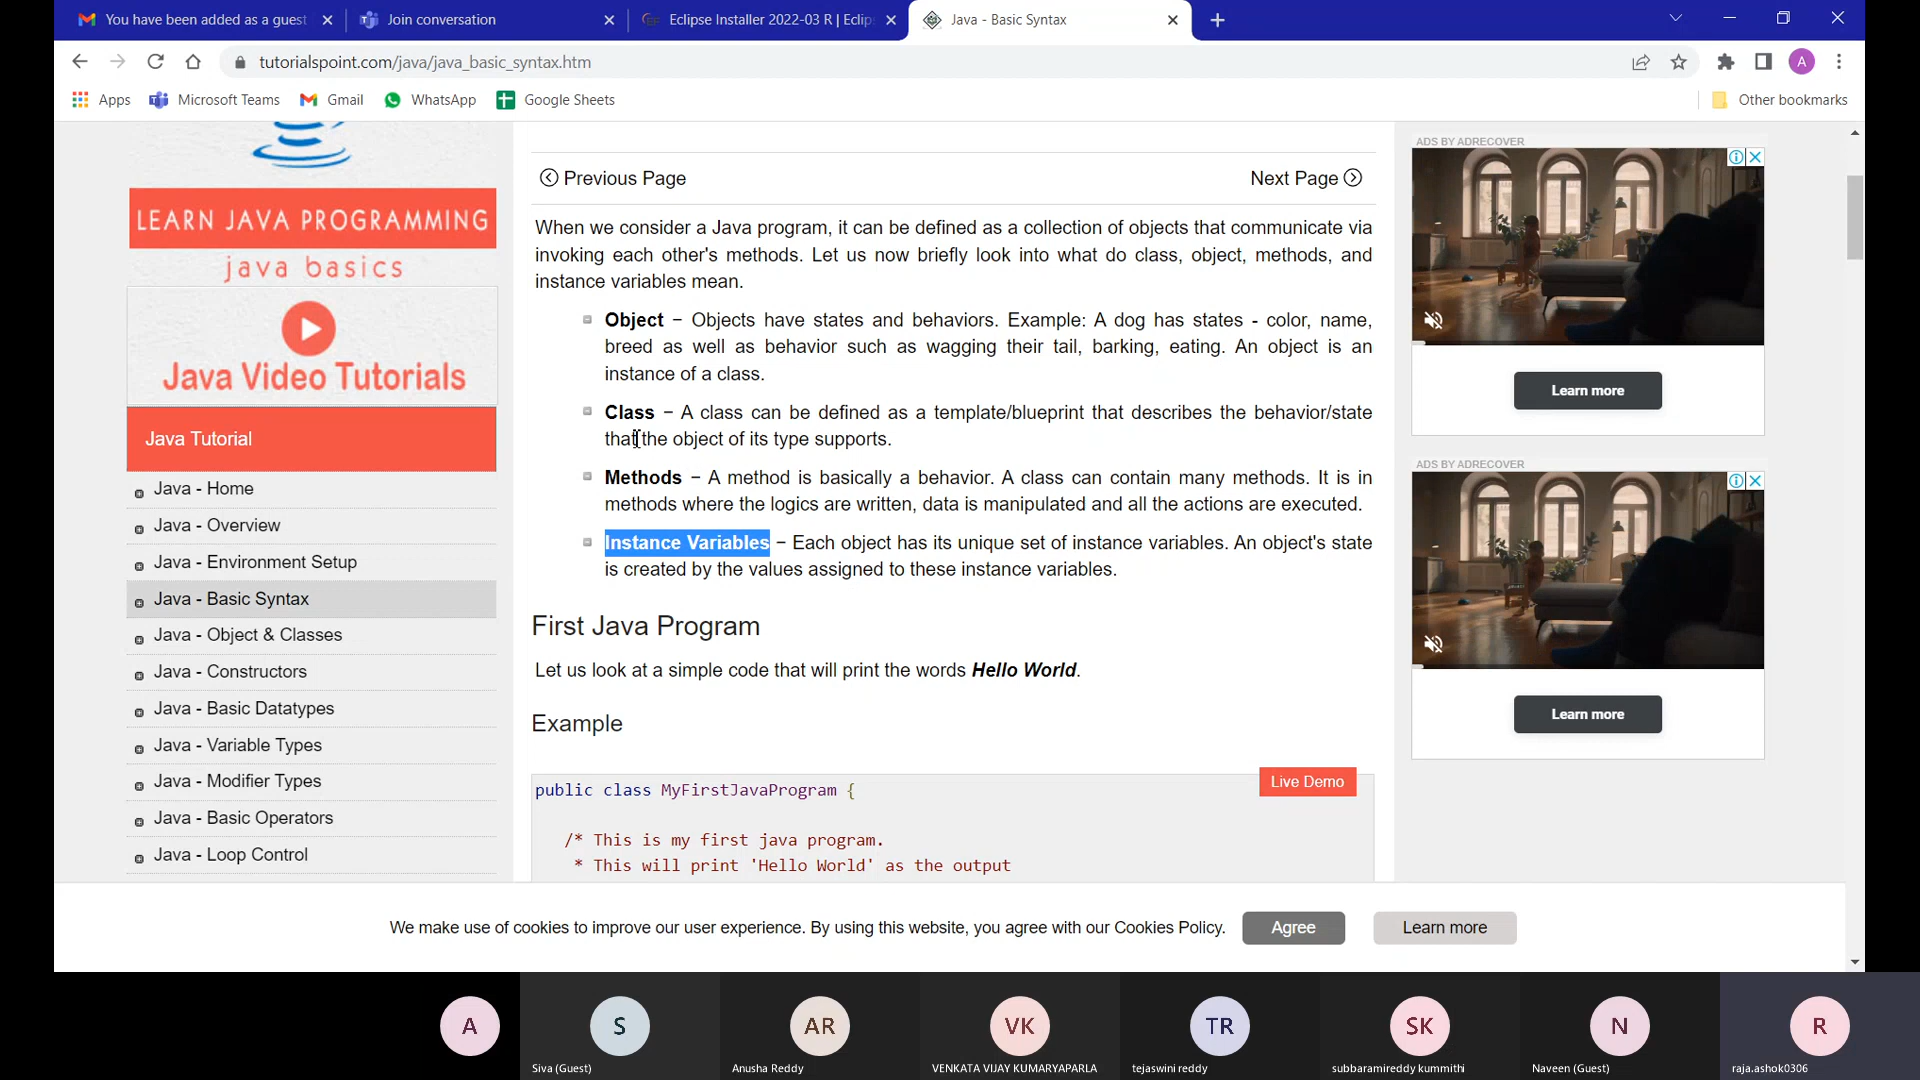 You have been added as a guest
Join conversation
Eclipse Installer 2022-03 R | Eclip
Java - Basic Syntax
tutorialspoint.com/java/java_basic_syntax.htm
A
Apps
Microsoft Teams
Gmail
WhatsApp
Google Sheets
Other bookmarks
LEARN JAVA PROGRAMMING
java basics
Java Video Tutorials
Java Tutorial
Java - Home
Java - Overview
Java - Environment Setup
Java - Basic Syntax
Java - Object & Classes
Java - Constructors
Java - Basic Datatypes
Java - Variable Types
Java - Modifier Types
Java - Basic Operators
Java - Loop Control
Previous Page
Next Page
When we consider a Java program, it can be defined as a collection of objects that communicate via
invoking each other's methods. Let us now briefly look into what do class, object, methods, and
instance variables mean.
Object − Objects have states and behaviors. Example: A dog has states - color, name,
breed as well as behavior such as wagging their tail, barking, eating. An object is an
instance of a class.
Class − A class can be defined as a template/blueprint that describes the behavior/state
that the object of its type supports.
Methods − A method is basically a behavior. A class can contain many methods. It is in
methods where the logics are written, data is manipulated and all the actions are executed.
Instance Variables − Each object has its unique set of instance variables. An object's state
is created by the values assigned to these instance variables.
First Java Program
Let us look at a simple code that will print the words Hello World.
Example
Live Demo
public class MyFirstJavaProgram {
/* This is my first java program.
* This will print 'Hello World' as the output
ADS BY ADRECOVER
Learn more
ADS BY ADRECOVER
Learn more
We make use of cookies to improve our user experience. By using this website, you agree with our Cookies Policy.
Agree
Learn more
A
S
AR
VK
TR
SK
N
R
Siva (Guest)
Anusha Reddy
VENKATA VIJAY KUMARYAPARLA
tejaswini reddy
subbaramireddy kummithi
Naveen (Guest)
raja.ashok0306